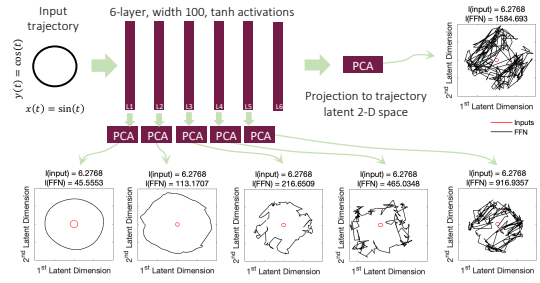 Input
trajectory
6-layer, width 100, tanh activations
y(t) = cos(t)
x(t) = sin(t)
L1
L2
L3
L4
L5
L6
PCA
Projection to trajectory
latent 2-D space
l(input) = 6.2768
l(FFN) = 1584.693
2nd Latent Dimension
1st Latent Dimension
Inputs
FFN
PCA
PCA
PCA
PCA
PCA
l(input) = 6.2768
l(FFN) = 45.5553
2nd Latent Dimension
1st Latent Dimension
l(input) = 6.2768
l(FFN) = 113.1707
2nd Latent Dimension
1st Latent Dimension
l(input) = 6.2768
l(FFN) = 216.6509
2nd Latent Dimension
1st Latent Dimension
l(input) = 6.2768
l(FFN) = 465.0348
2nd Latent Dimension
1st Latent Dimension
l(input) = 6.2768
l(FFN) = 916.9357
2nd Latent Dimension
1st Latent Dimension